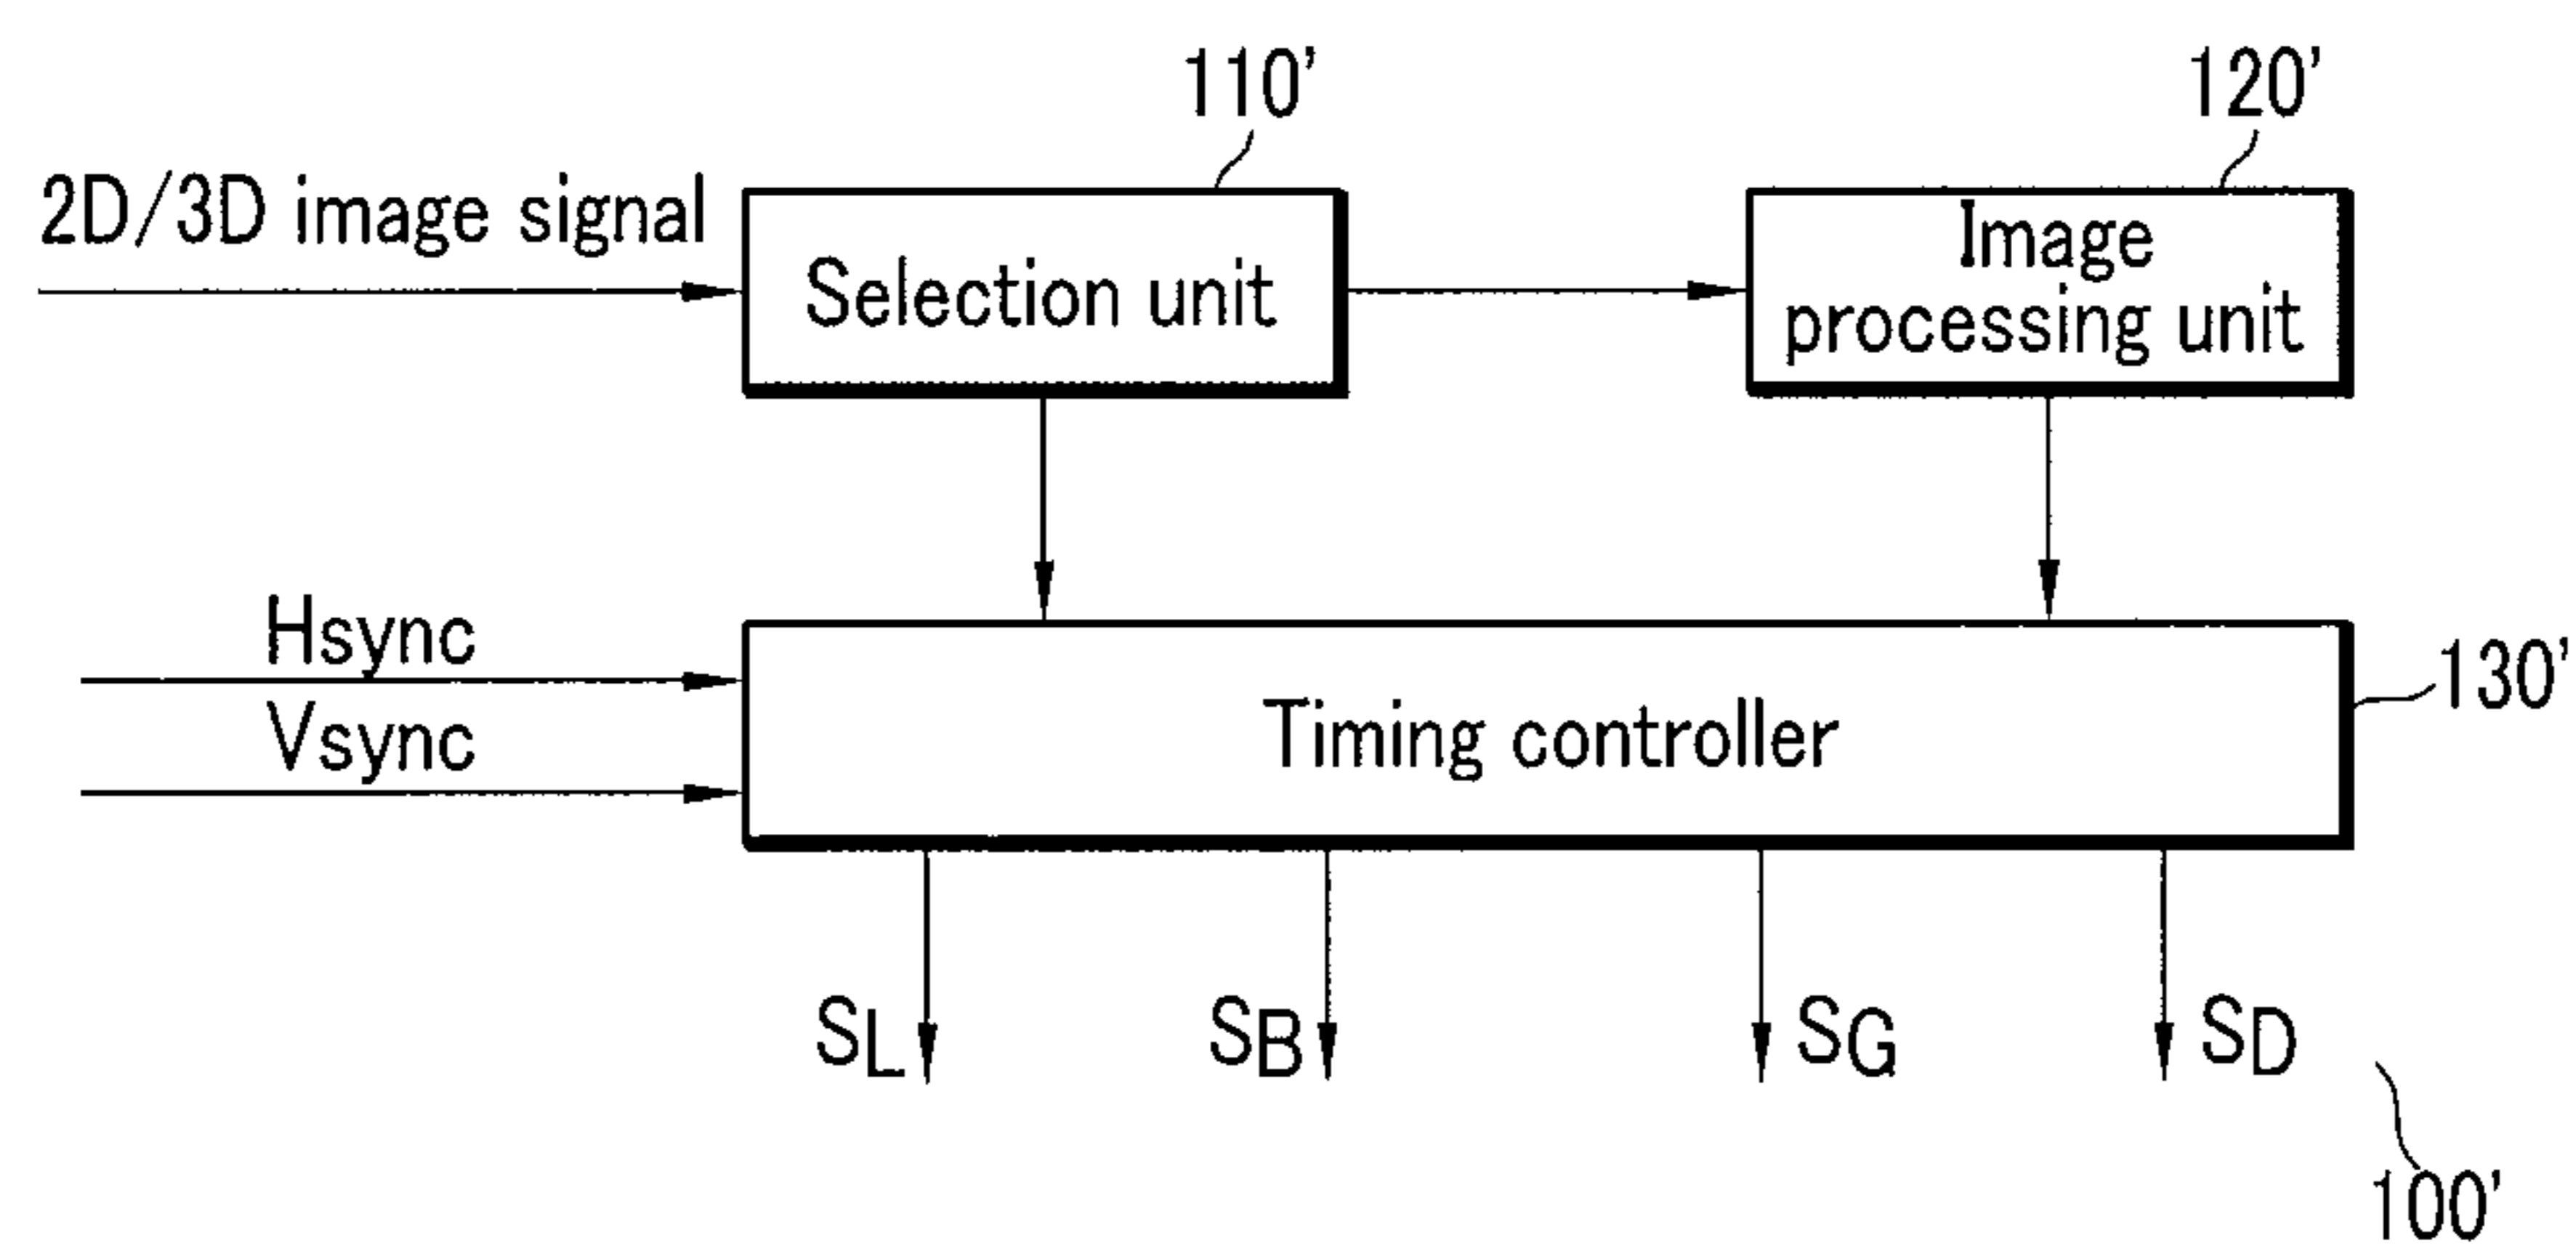 110'
120'
2D/3D image signal
Selection unit
Image
processing unit
Hsync
Vsync
Timing controller
130'
SL
SB
SG
SD
100'